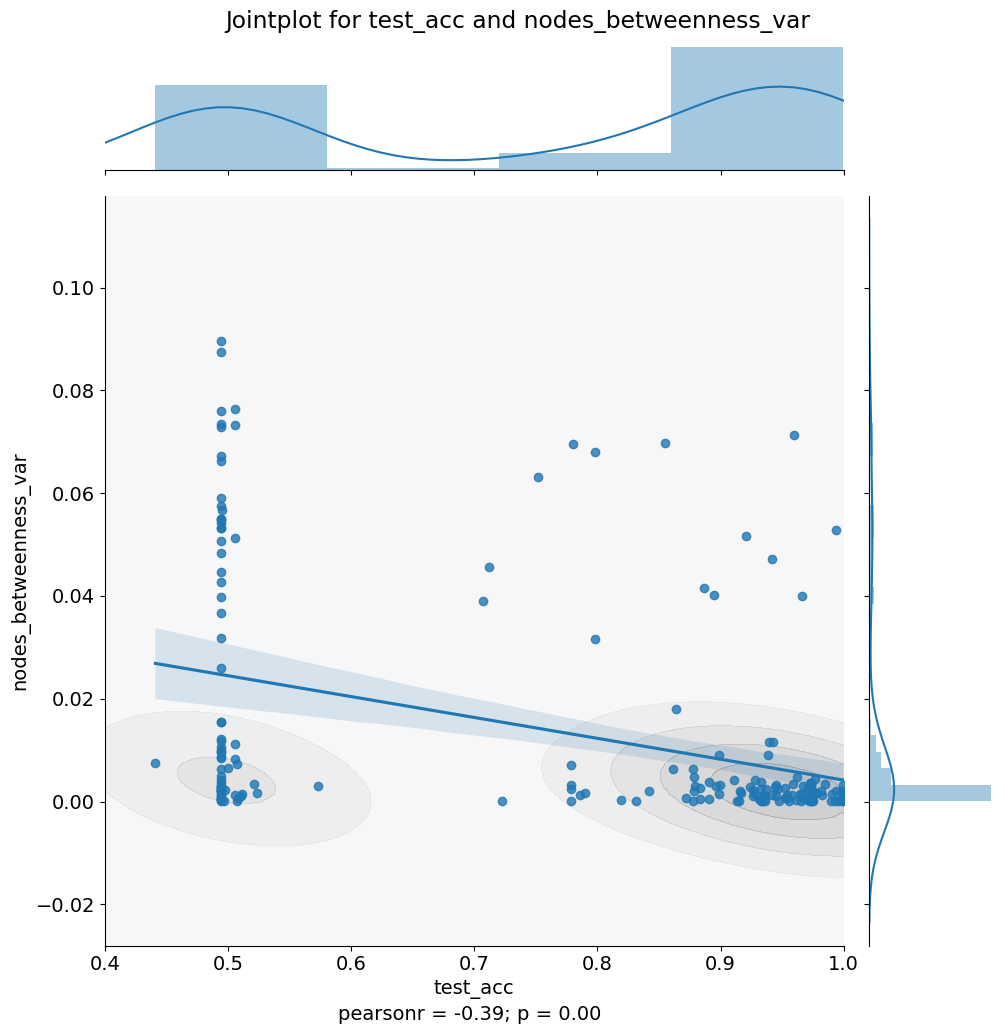 Jointplot for test_acc and nodes_betweenness_var
0.10
0.08
0.06
0.04
0.02
0.00
−0.02
nodes_betweenness_var
0.4 0.5 0.6 0.7 0.8 0.9 1.0
test_acc
pearsonr = -0.39; p = 0.00